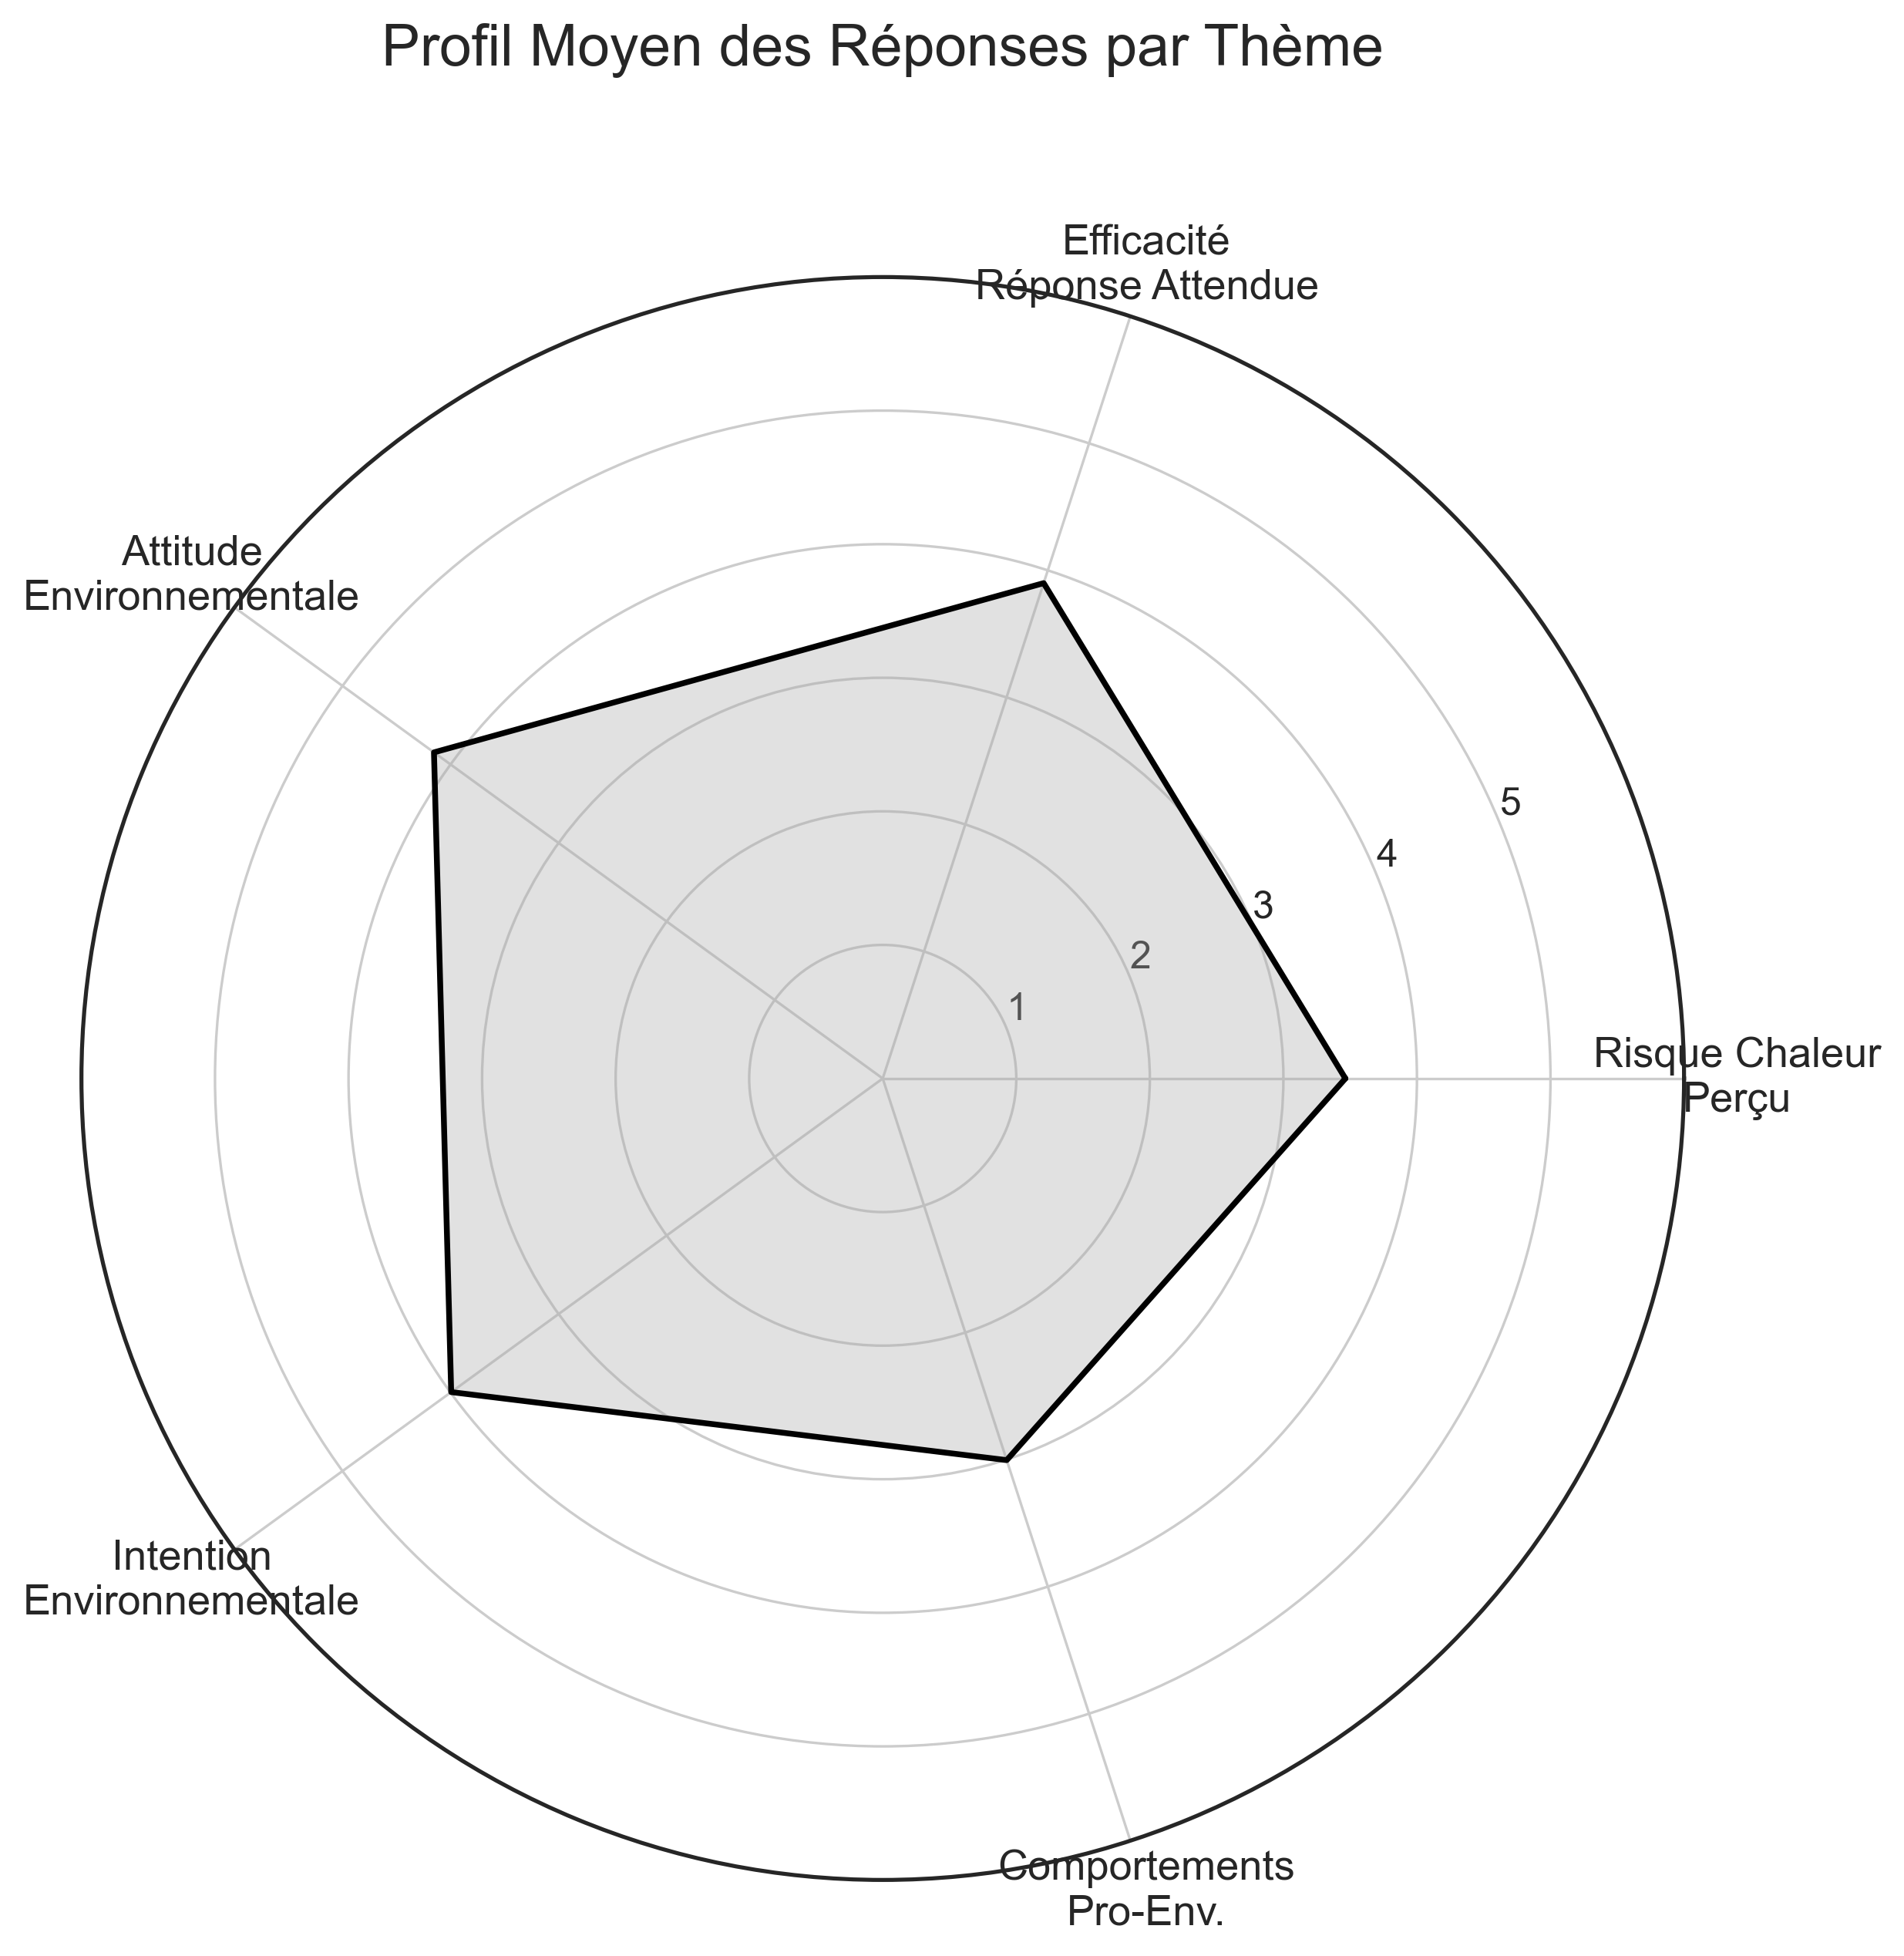 Profil Moyen des Réponses par Thème
Efficacité
Réponse Attendue
Attitude
Environnementale
5
4
3
2
1
Risque Chaleur
Perçu
Intention
Environnementale
Comportements
Pro-Env.